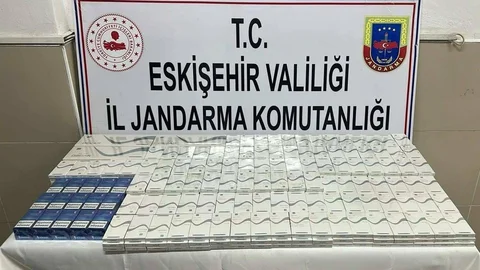 T.C.
ESKİŞEHİR VALİLİĞİ
İL JANDARMA KOMUTANLIĞI
JANDARMA